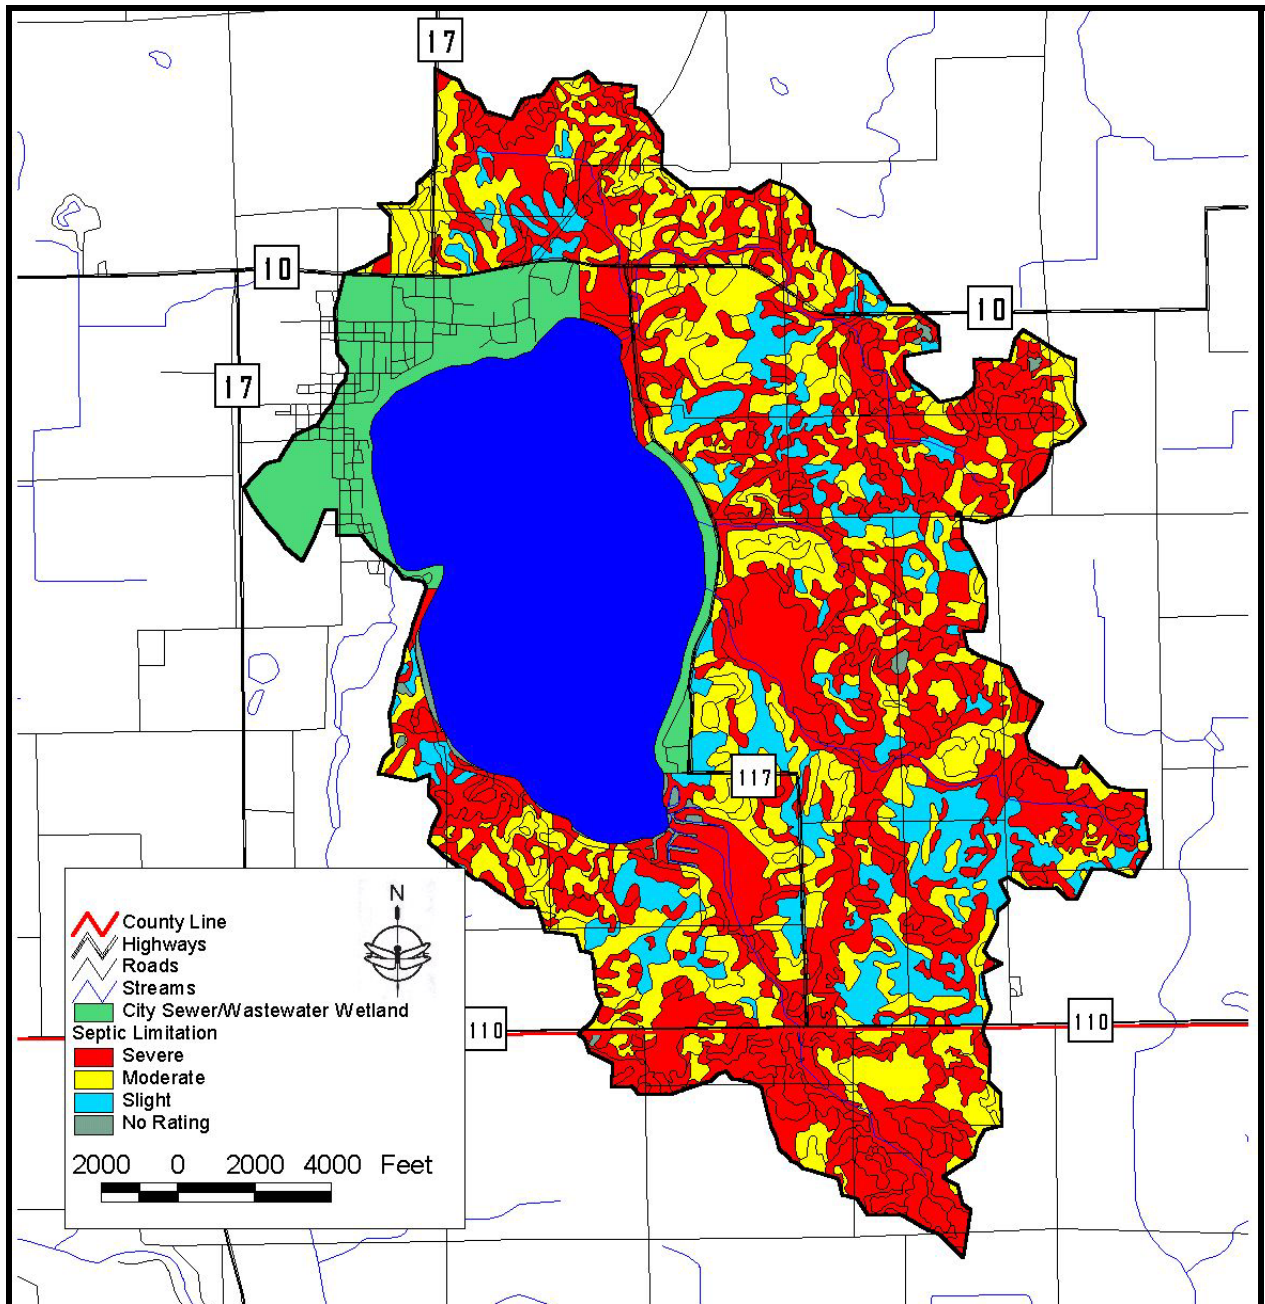 17
10
10
17
117
N
County Line
Highways
Roads
Streams
City Sewer/Wastewater Wetland
110
110
Septic Limitation
Severe
Moderate
Slight
No Rating
2000 0 2000 4000 Feet